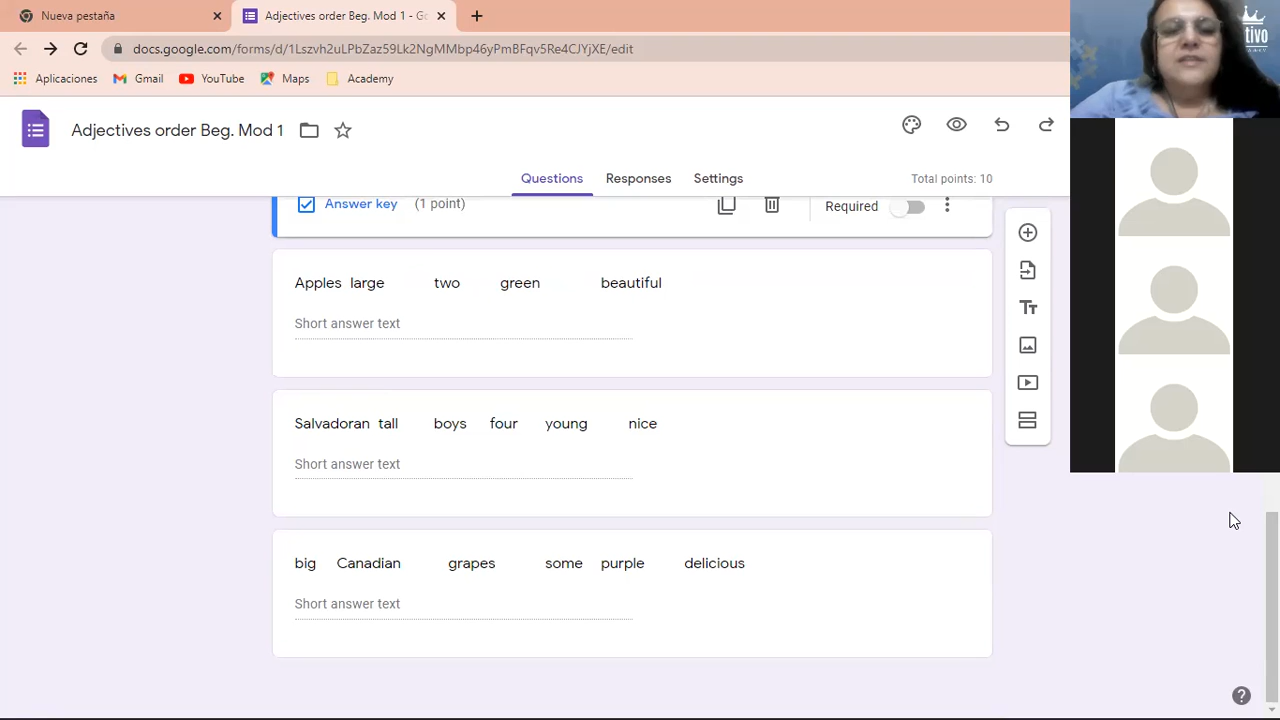 Nueva pestaña
Adjectives order Beg. Mod 1 - Go
docs.google.com/forms/d/1Lszvh2uLPbZaz59Lk2NgMMbp46yPmBFqv5Re4CJYjXE/edit
Aplicaciones Gmail YouTube Maps Academy
tivo
Adjectives order Beg. Mod 1
Questions Responses Settings Total points: 10
Answer key (1 point) Required
Apples large two green beautiful
Short answer text
Salvadoran tall boys four young nice
Short answer text
big Canadian grapes some purple delicious
Short answer text